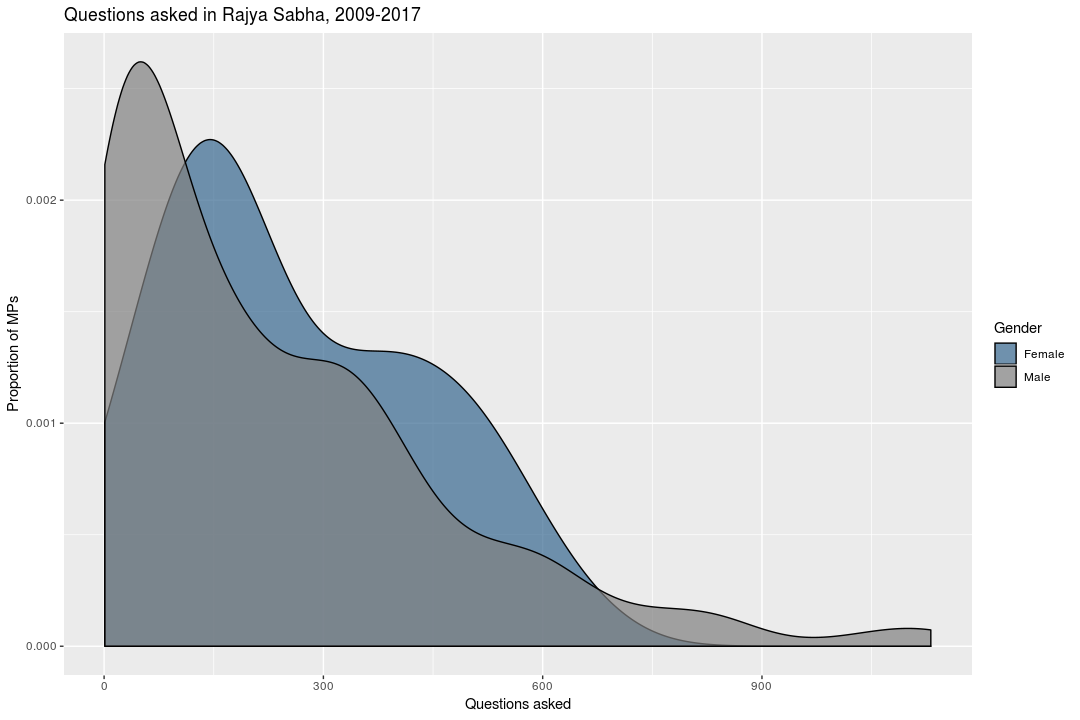 Questions asked in Rajya Sabha, 2009-2017
Proportion of MPs
0.002
0.001
0.000
0
300
600
900
Questions asked
Gender
Female
Male